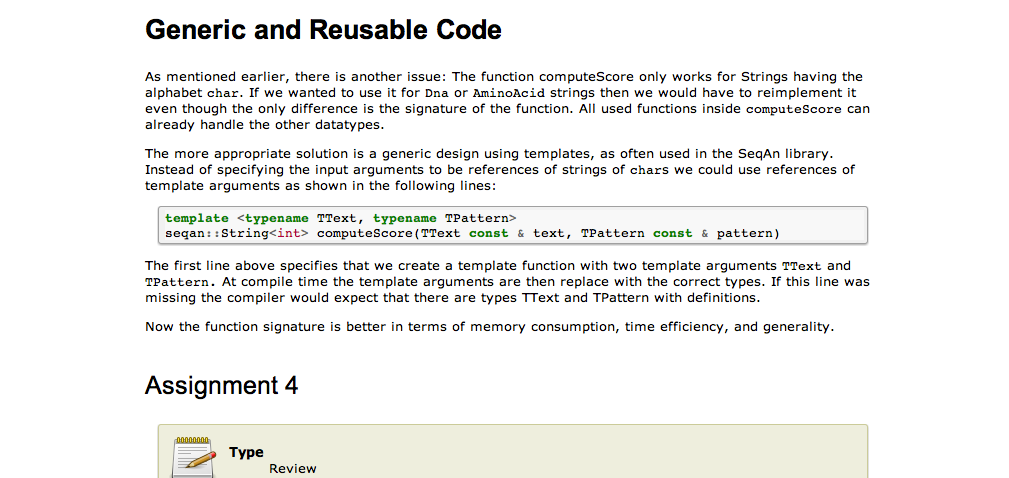 Generic and Reusable Code
As mentioned earlier, there is another issue: The function computeScore only works for Strings having the
alphabet char. If we wanted to use it for Dna or AminoAcid strings then we would have to reimplement it
even though the only difference is the signature of the function. All used functions inside computeScore can
already handle the other datatypes.
The more appropriate solution is a generic design using templates, as often used in the SeqAn library.
Instead of specifying the input arguments to be references of strings of chars we could use references of
template arguments as shown in the following lines:
template <typename TText, typename TPattern>
seqan::String<int> computeScore(TText const & text, TPattern const & pattern)
The first line above specifies that we create a template function with two template arguments TText and
TPattern. At compile time the template arguments are then replace with the correct types. If this line was
missing the compiler would expect that there are types TText and TPattern with definitions.
Now the function signature is better in terms of memory consumption, time efficiency, and generality.
Assignment 4
Type
Review